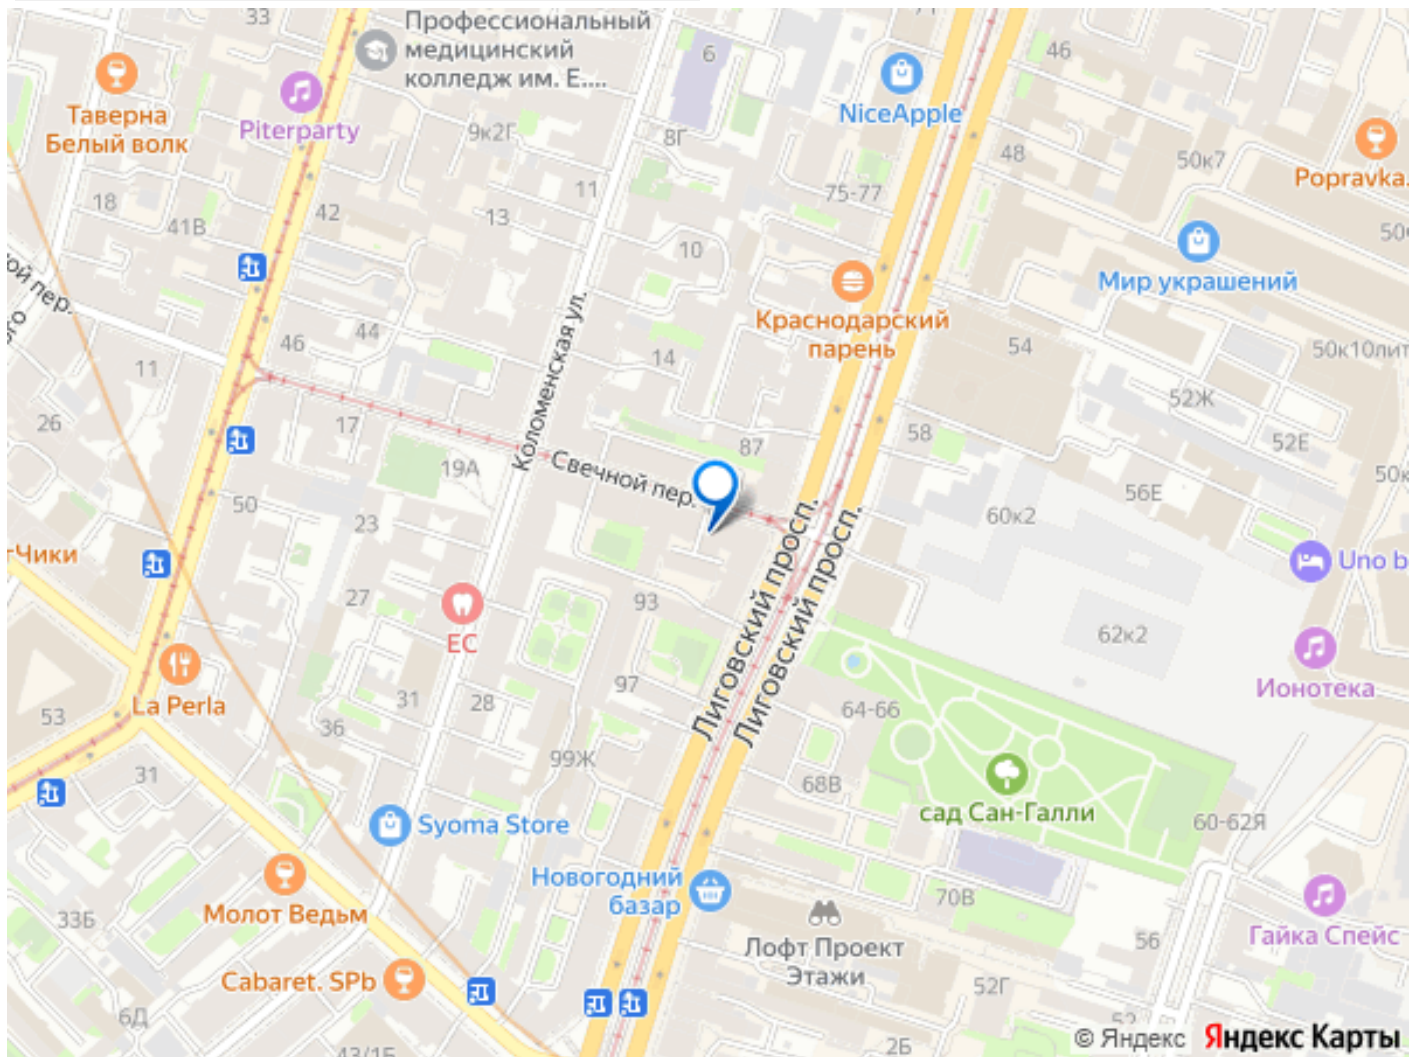 33
Профессиональный
медицинский
колледж им. Е....
6
46
Таверна
Белый волк
Piterparty
NiceApple
9к2Г
8Г
48
50к7
Popravka.
11
75-77
18
41В
42
13
10
50
Мир украшений
ой пер.
Краснодарский
парень
44
46
11
14
54
50к10лит
Коломенская ул.
52Ж
26
17
19А
87
58
52Е
50к
Свечной пер.
56Е
50
23
60к2
Лиговский просп.
Лиговский просп.
гЧики
Uno b
27
93
62к2
ЕС
Ионотека
97
La Perla
31
28
64-66
53
36
99Ж
31
68В
сад Сан-Галли
60-62Я
Syoma Store
Новогодний
базар
70В
Молот Ведьм
33Б
Лофт Проект
Этажи
56
Гайка Спейс
Cabaret. SPb
52Г
6Д
52
43/1Б
2Б
© Яндекс Яндекс Карты